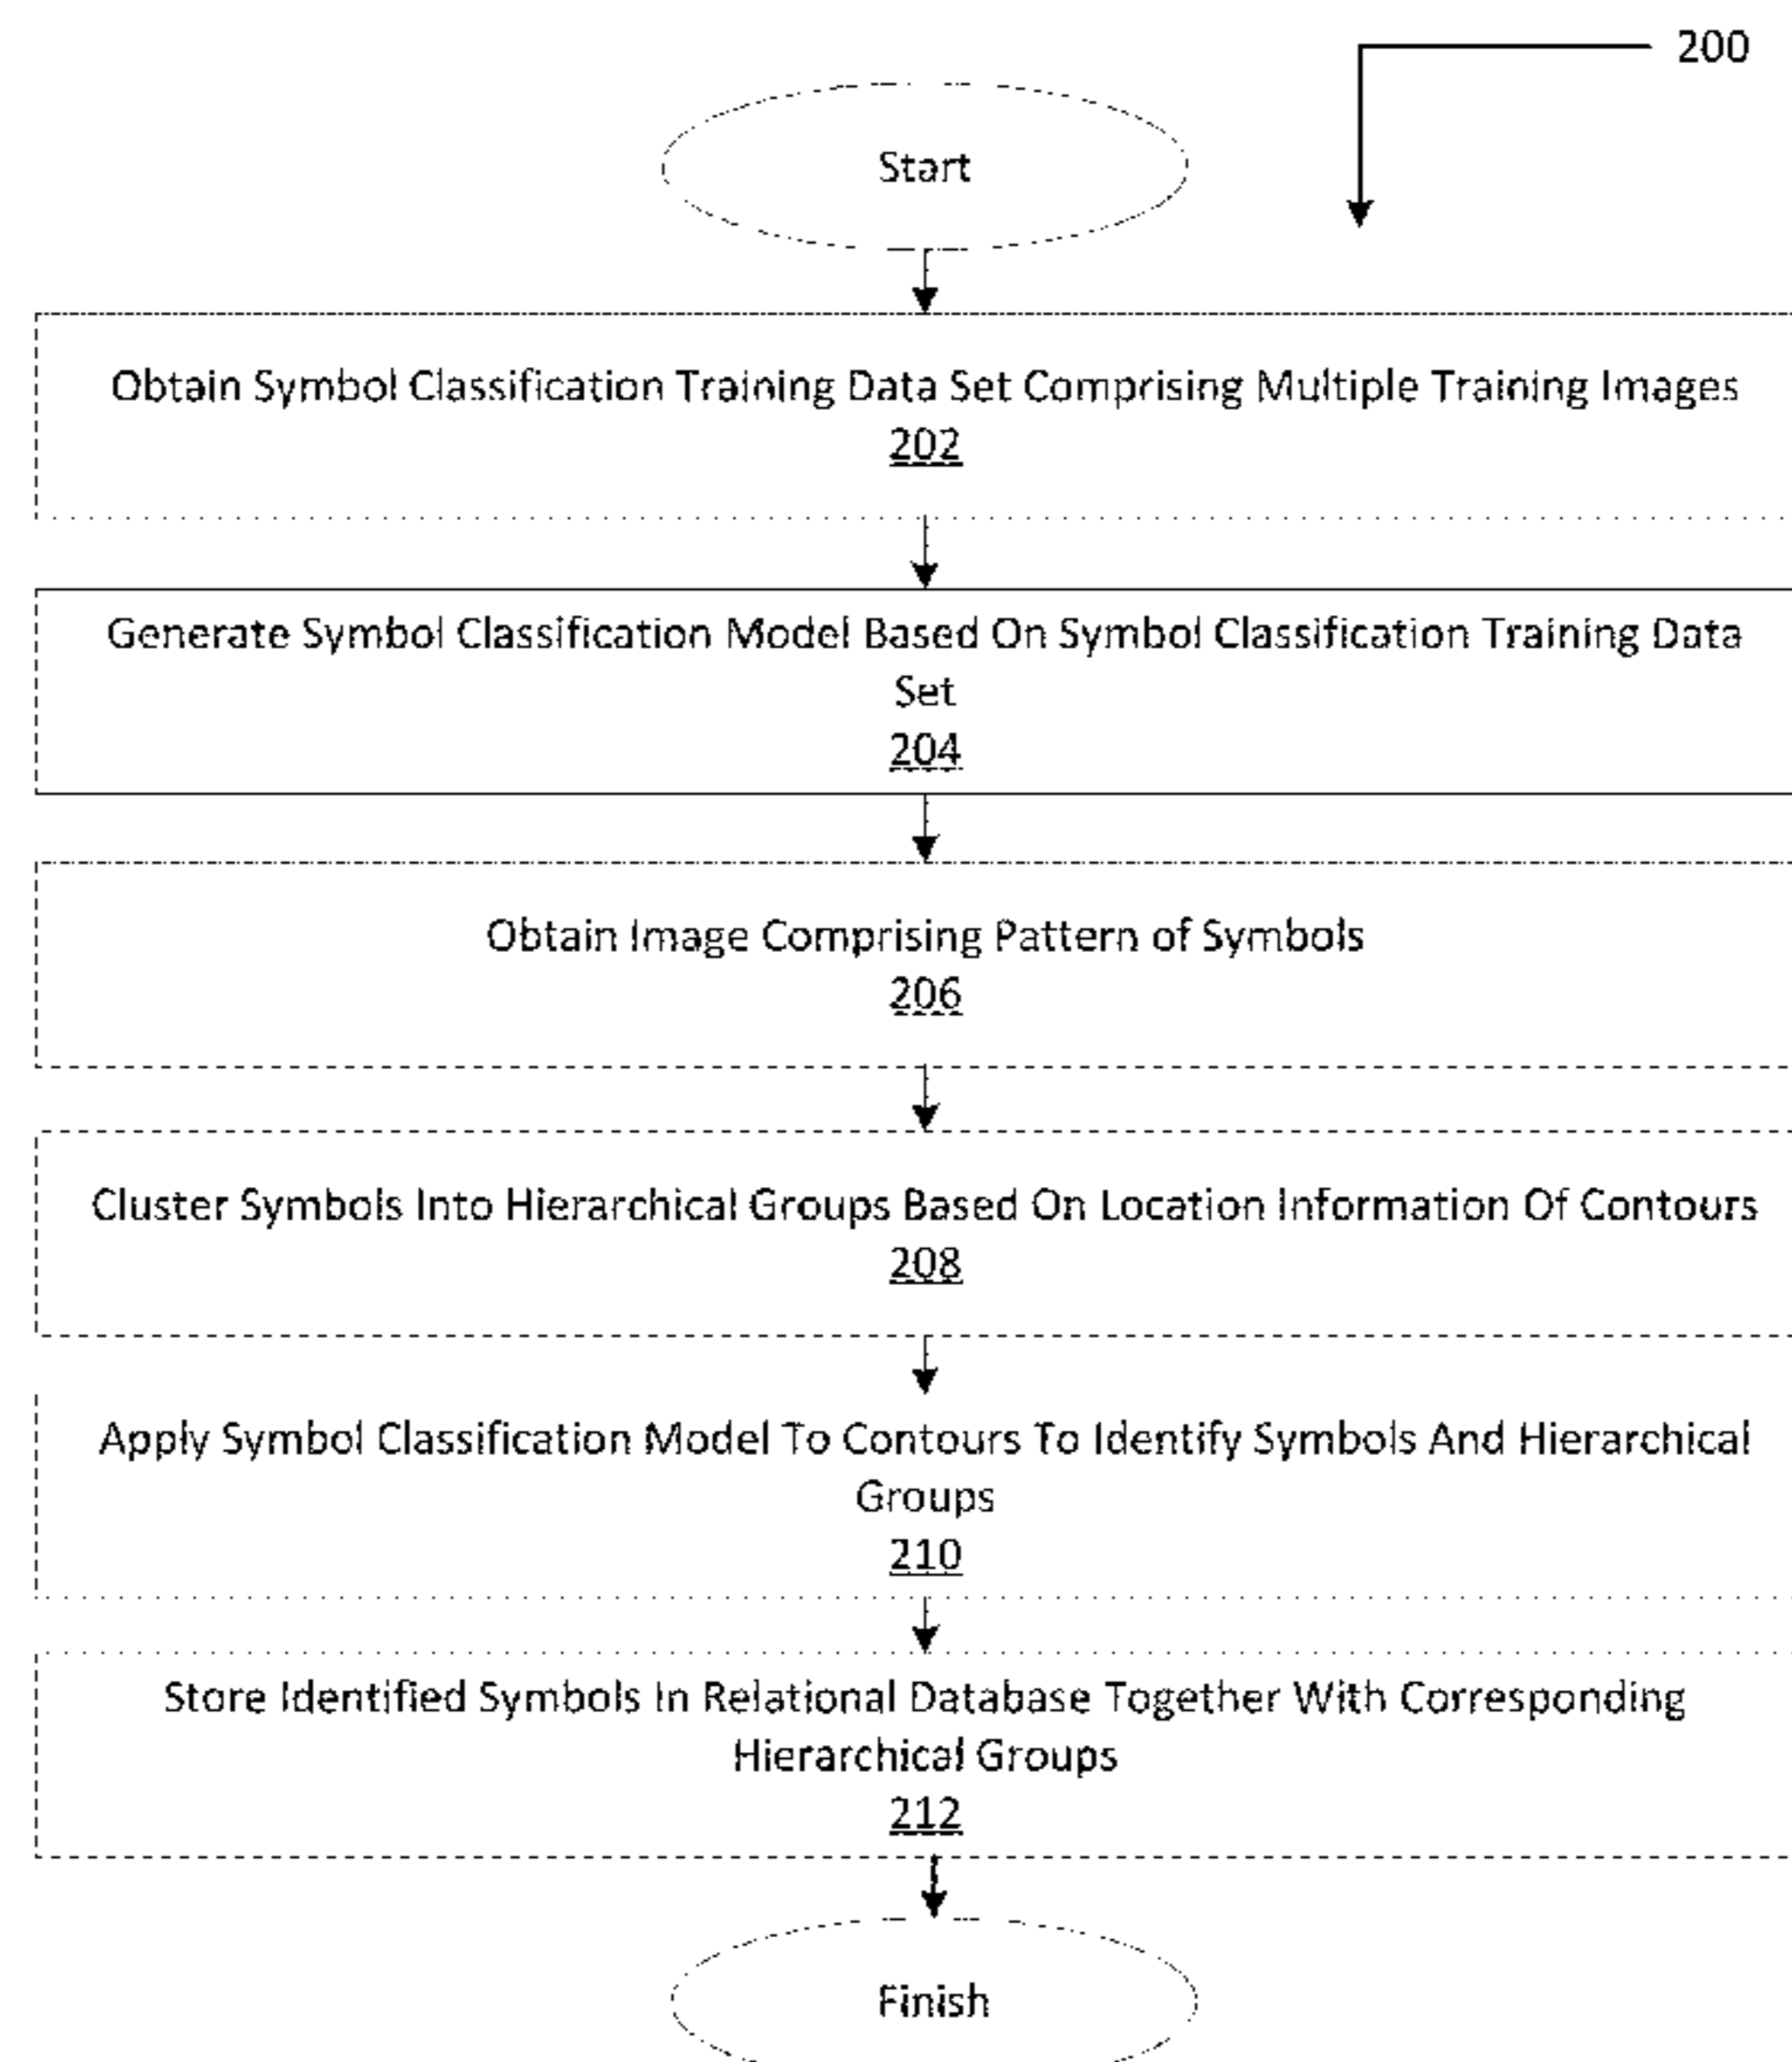 200
Start
Obtain Symbol Classification Training Data Set Comprising Multiple Training Images
202
Generate Symbol Classification Model Based On Symbol Classification Training Data
Set
204
Obtain Image Comprising Pattern of Symbols
206
Cluster Symbols Into Hierarchical Groups Based On Location Information Of Contours
208
Apply Symbol Classification Model To Contours To Identify Symbols And Hierarchical
Groups
210
Store Identified Symbols In Relational Database Together With Corresponding
Hierarchical Groups
212
Finish